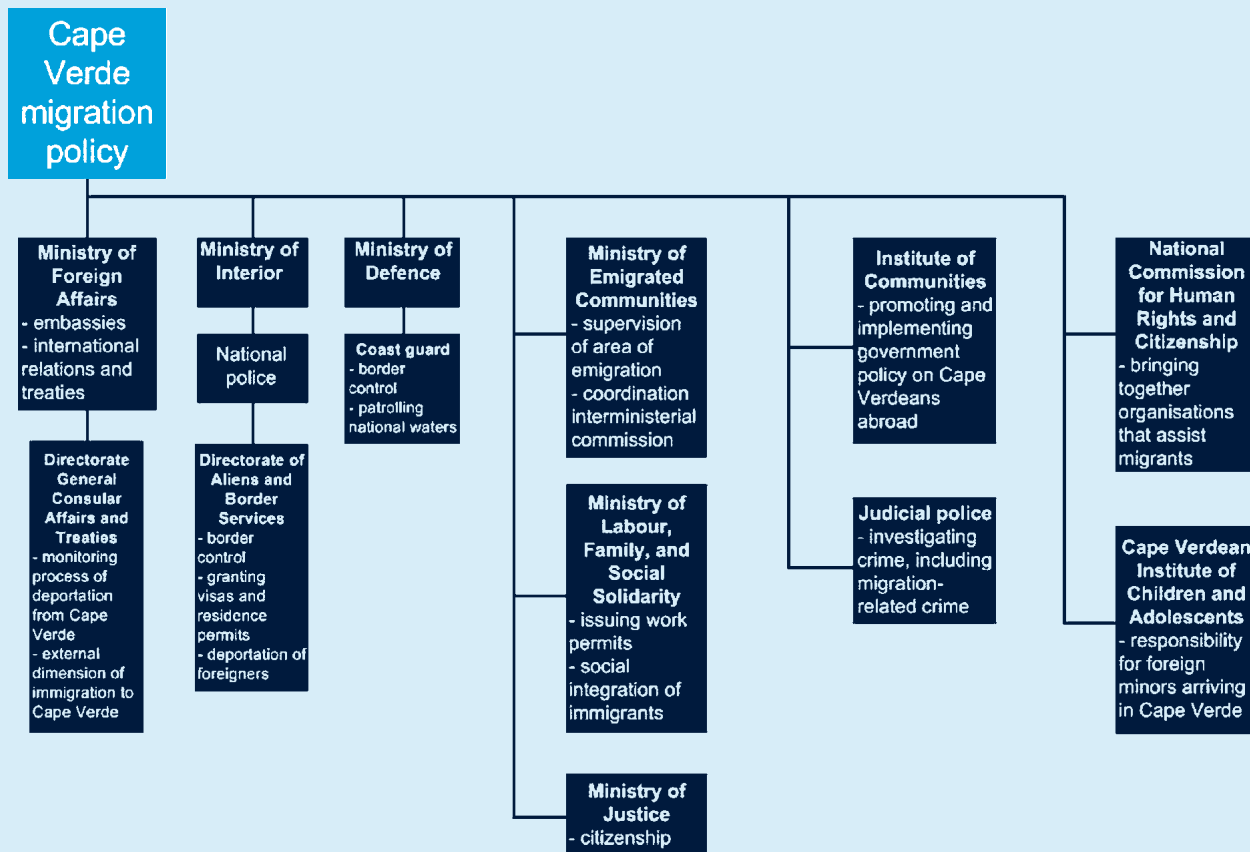 Cape
Verde
migration
policy
Ministry of
Foreign
Affairs
- embassies
- international
relations and
treaties
Directorate
General
Consular
Affairs and
Treaties
- monitoring
process of
deportation
from Cape
Verde
- external
dimension of
immigration to
Cape Verde
Ministry of
Interior
National
police
Directorate of
Aliens and
Border
Services
- border
control
- granting
visas and
residence
permits
- deportation of
foreigners
Ministry of
Defence
Coast guard
- border
control
- patrolling
national waters
Ministry of
Emigrated
Communities
- supervision
of area of
emigration
- coordination
interministerial
commission
Ministry of
Labour,
Family, and
Social
Solidarity
- issuing work
permits
- social
integration of
immigrants
Ministry of
Justice
- citizenship
Institute of
Communities
- promoting and
implementing
government
policy on Cape
Verdeans
abroad
Judicial police
- investigating
crime, including
migration-
related crime
National
Commission
for Human
Rights and
Citizenship
- bringing
together
organisations
that assist
migrants
Cape Verdean
Institute of
Children and
Adolescents
- responsibility
for foreign
minors arriving
in Cape Verde